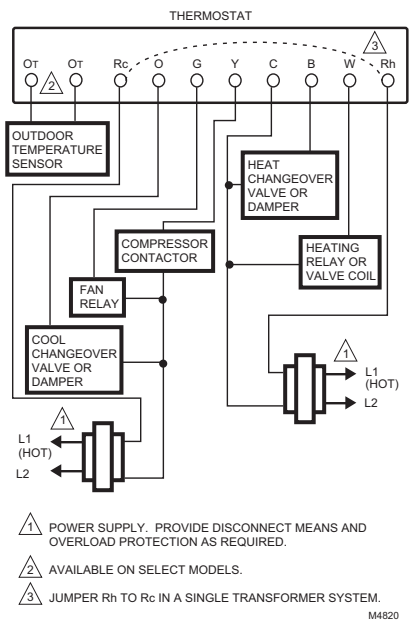 THERMOSTAT
3
OT OT Rc O G Y C B W Rh
2
OUTDOOR
TEMPERATURE
SENSOR
HEAT
CHANGEOVER
VALVE OR
DAMPER
COMPRESSOR
CONTACTOR
HEATING
RELAY OR
VALVE COIL
FAN
RELAY
COOL
CHANGEOVER
VALVE OR
DAMPER
1
L1
(HOT)
L2
1
L1
(HOT)
L2
1 POWER SUPPLY. PROVIDE DISCONNECT MEANS AND
OVERLOAD PROTECTION AS REQUIRED.
2 AVAILABLE ON SELECT MODELS.
3 JUMPER Rh TO Rc IN A SINGLE TRANSFORMER SYSTEM.
M4820